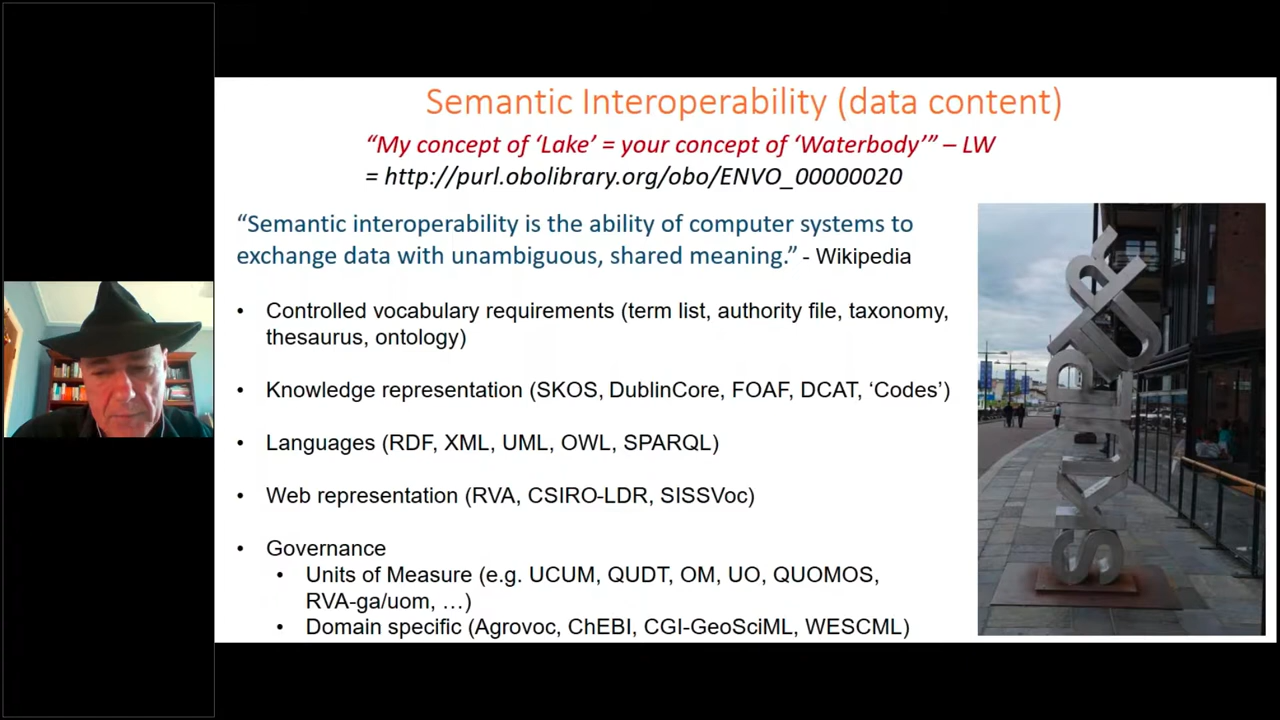 Semantic Interoperability (data content)
“My concept of ‘Lake’ = your concept of ‘Waterbody’” – LW
= http://purl.obolibrary.org/obo/ENVO_00000020
“Semantic interoperability is the ability of computer systems to
exchange data with unambiguous, shared meaning.” - Wikipedia
• Controlled vocabulary requirements (term list, authority file, taxonomy,
thesaurus, ontology)
• Knowledge representation (SKOS, DublinCore, FOAF, DCAT, ‘Codes’)
• Languages (RDF, XML, UML, OWL, SPARQL)
• Web representation (RVA, CSIRO-LDR, SISSVoc)
• Governance
• Units of Measure (e.g. UCUM, QUDT, OM, UO, QUOMOS,
RVA-ga/uom, …)
• Domain specific (Agrovoc, ChEBI, CGI-GeoSciML, WESCML)
SKULPTUR